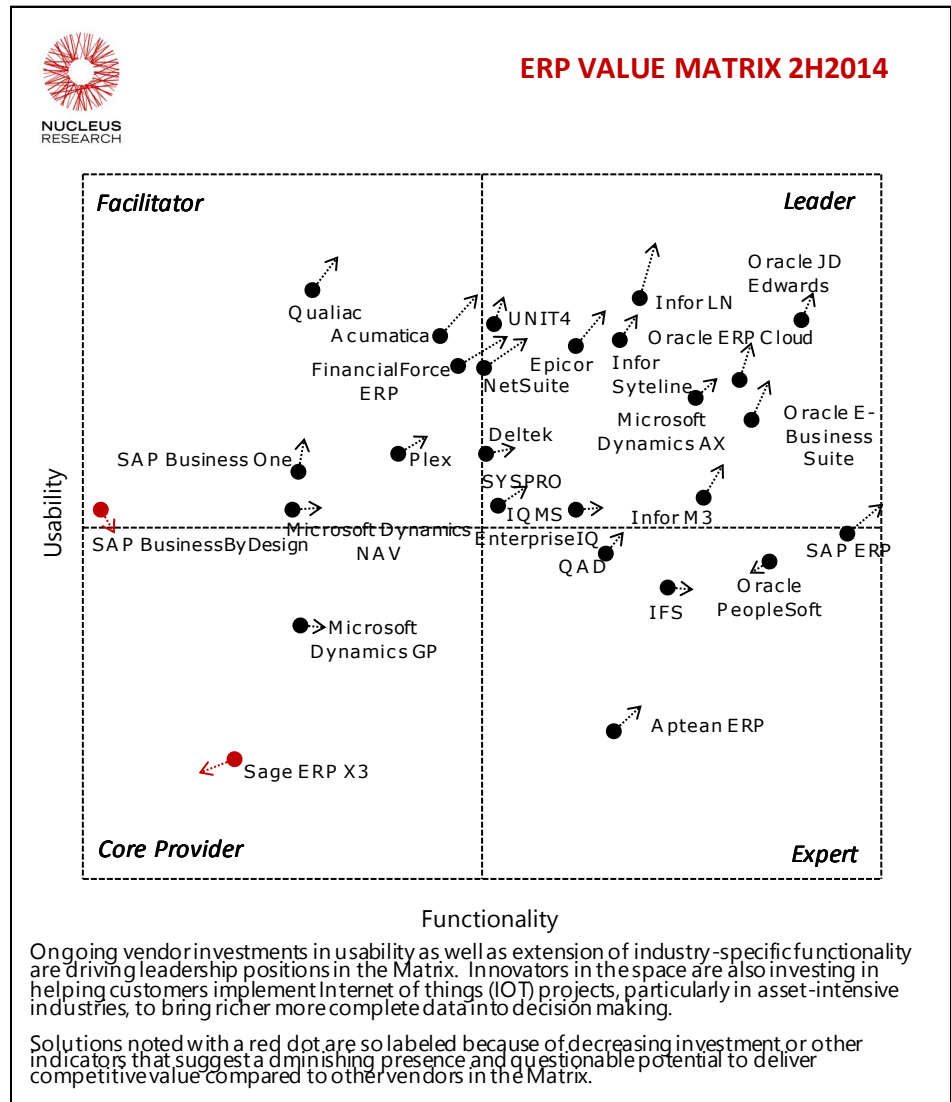 ERP VALUE MATRIX 2H2014
NUCLEUS
RESEARCH
Facilitator
Leader
Oracle JD
Edwards
Qualiac
Infor LN
Acumatica
UNIT4
Oracle ERP Cloud
FinancialForce
ERP
NetSuite
Epicor
Infor
Syteline
Microsoft
Dynamics AX
Oracle E-
Business
Suite
SAP Business One
Plex
Deltek
SYSPRO
IQMS
EnterpriseIQ
Infor M3
SAP BusinessByDesign
Microsoft Dynamics
NAV
Usability
QAD
SAP ERP
Oracle
PeopleSoft
IFS
Microsoft
Dynamics GP
Aptean ERP
Sage ERP X3
Core Provider
Expert
Functionality
Ongoing vendor investments in usability as well as extension of industry-specific functionality
are driving leadership positions in the Matrix. Innovators in the space are also investing in
helping customers implement Internet of things (IOT) projects, particularly in asset-intensive
industries, to bring richer more complete data into decision making.
Solutions noted with a red dot are so labeled because of decreasing investment or other
indicators that suggest a dminishing presence and questionable potential to deliver
competitive value compared to other vendors in the Matrix.